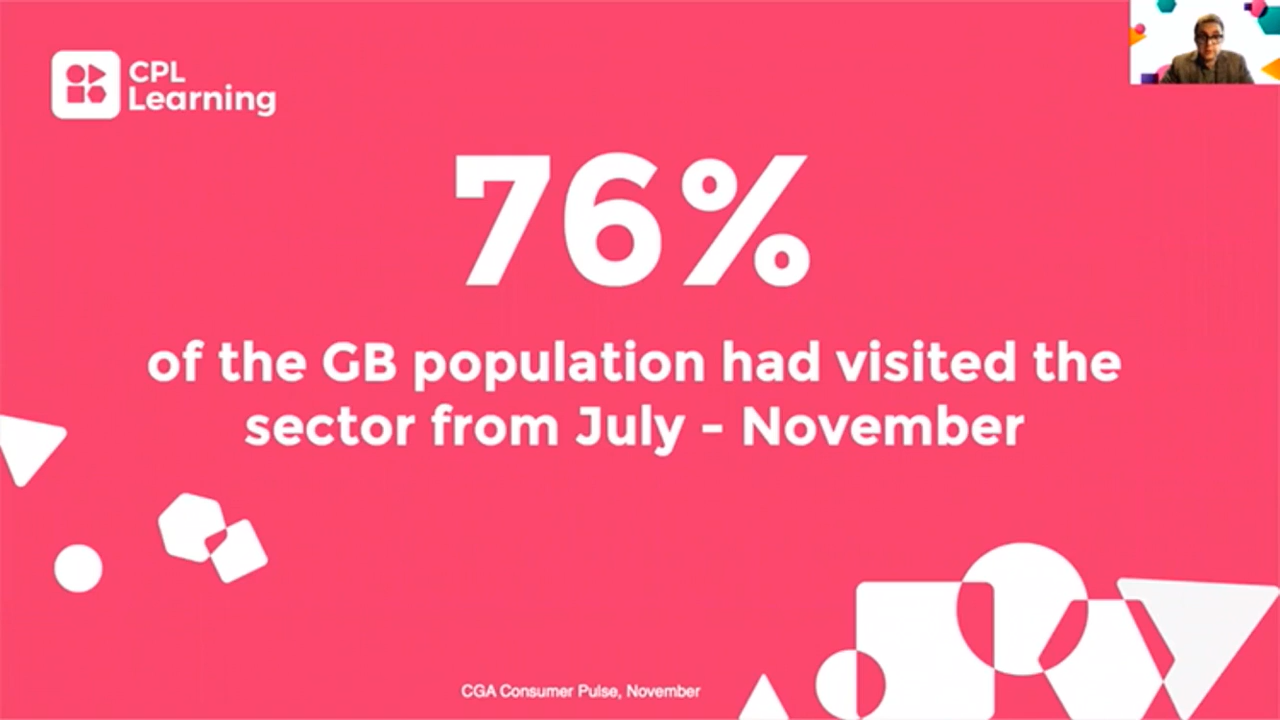 CPL
Learning
76%
of the GB population had visited the
sector from July - November
CGA Consumer Pulse, November